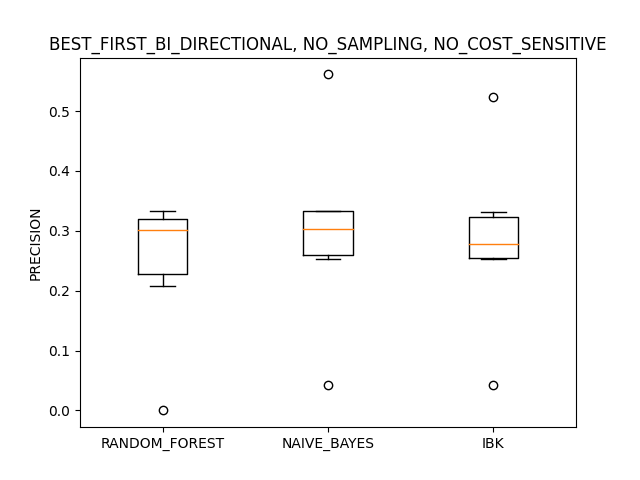 BEST_FIRST_BI_DIRECTIONAL, NO_SAMPLING, NO_COST_SENSITIVE
PRECISION
0.5
0.4
0.3
0.2
0.1
0.0
RANDOM_FOREST NAIVE_BAYES IBK